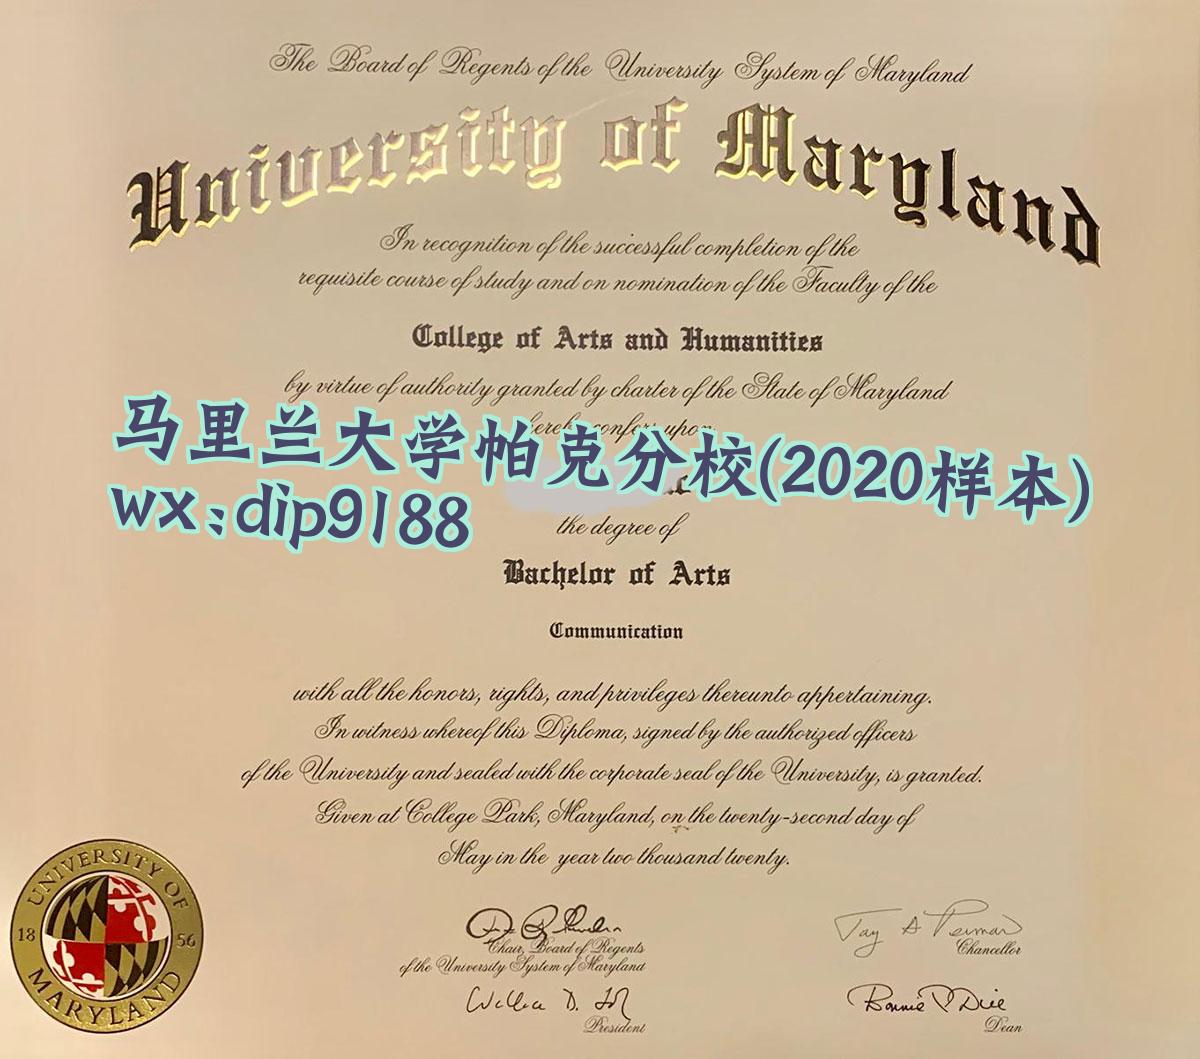 The Board of Regents of the University System of Maryland
University of Maryland
In recognition of the successful completion of the
requisite course of study and on nomination of the Faculty of the
College of Arts and Humanities
by virtue of authority granted by charter of the State of Maryland
hereby confers upon
马里兰大学帕克分校(2020样本)
wx:dip9188
the degree of
Bachelor of Arts
Communication
with all the honors, rights, and privileges thereunto appertaining.
In witness whereof this Diploma, signed by the authorized officers
of the University and sealed with the corporate seal of the University, is granted.
Given at College Park, Maryland, on the twenty-second day of
May in the year two thousand twenty.
UNIVERSITY OF
18 56
MARYLAND
Chair, Board of Regents
of the University System of Maryland
Jay A Perman
Chancellor
President
Bonnie T Dill
Dean